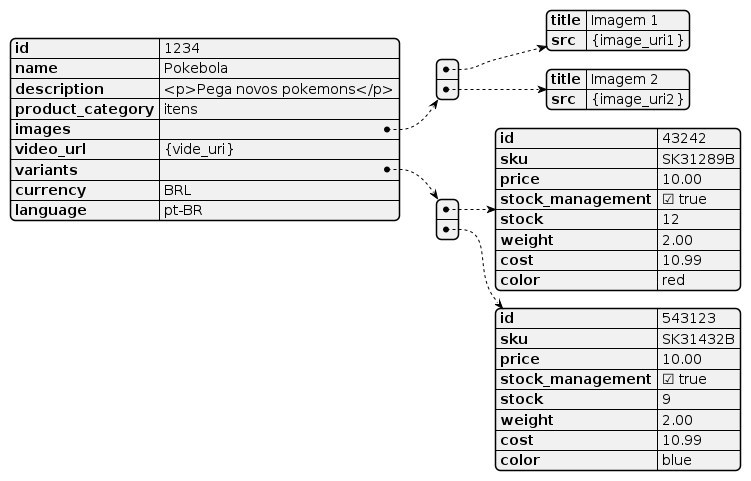 id 1234
name Pokebola
description <p>Pega novos pokemons</p>
product_category itens
images
video_url {vide_uri}
variants
currency BRL
language pt-BR
title Imagem 1
src {image_uri1}
title Imagem 2
src {image_uri2}
id 43242
sku SK31289B
price 10.00
stock_management ☑ true
stock 12
weight 2.00
cost 10.99
color red
id 543123
sku SK31432B
price 10.00
stock_management ☑ true
stock 9
weight 2.00
cost 10.99
color blue